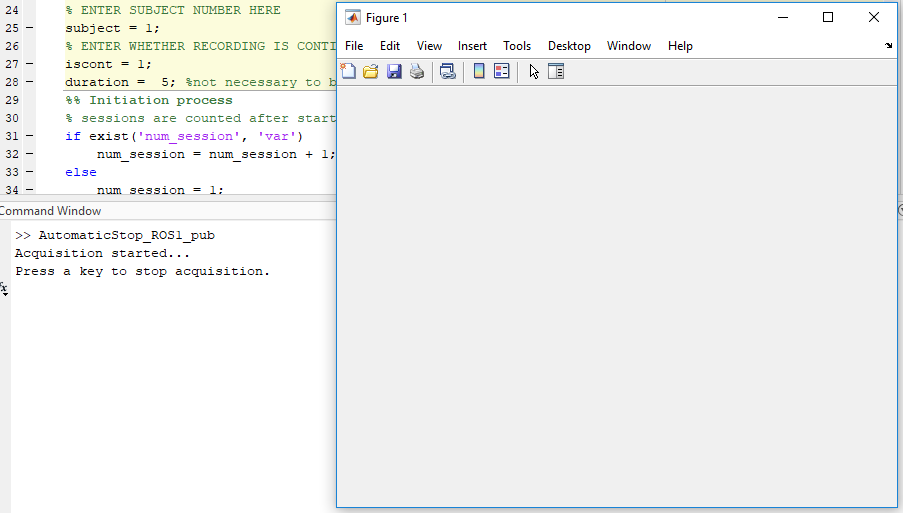 24 % ENTER SUBJECT NUMBER HERE
25 – subject = 1;
26 % ENTER WHETHER RECORDING IS CONTI
27 – iscont = 1;
28 – duration =  5; %not necessary to b
29 %% Initiation process
30 % sessions are counted after start
31 – if exist('num_session', 'var')
32 –     num_session = num_session + 1;
33 – else
34 –     num_session = 1;
Command Window
>> AutomaticStop_ROS1_pub
Acquisition started...
Press a key to stop acquisition.
fx
Figure 1
File Edit View Insert Tools Desktop Window Help